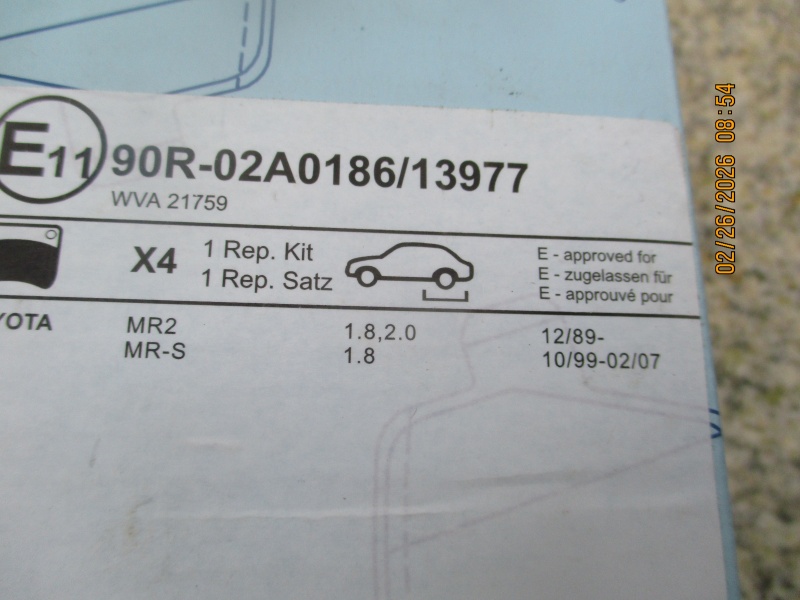 E11 90R-02A0186/13977
WVA 21759
X4
1 Rep. Kit
1 Rep. Satz
E - approved for
E - zugelassen für
E - approuvé pour
YOTA MR2 1.8,2.0 12/89-
MR-S 1.8 10/99-02/07
02/26/2026 08:54